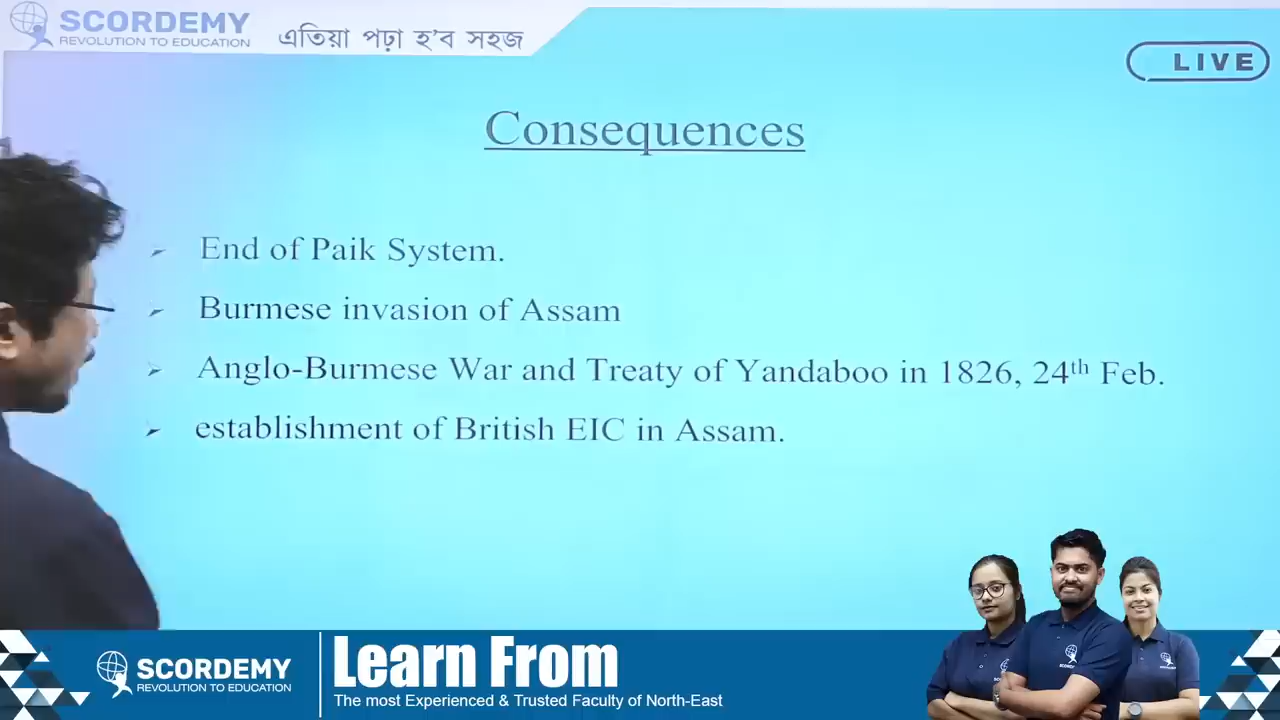 SCORDEMY
REVOLUTION TO EDUCATION
এতিয়া পঢ়া হ'ব সহজ
LIVE
Consequences
➢ End of Paik System.
➢ Burmese invasion of Assam
➢ Anglo-Burmese War and Treaty of Yandaboo in 1826, 24th Feb.
➢ establishment of British EIC in Assam.
SCORDEMY
REVOLUTION TO EDUCATION
Learn From
The most Experienced & Trusted Faculty of North-East